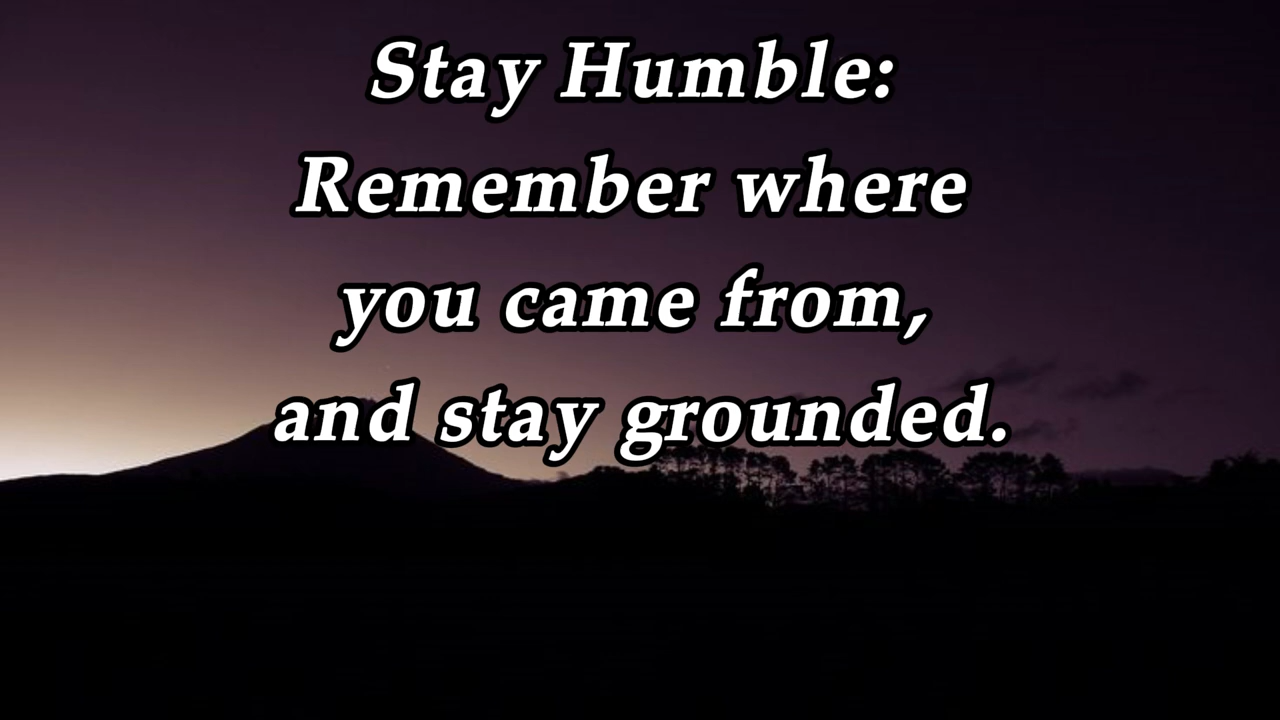 Stay Humble:
Remember where
you came from,
and stay grounded.